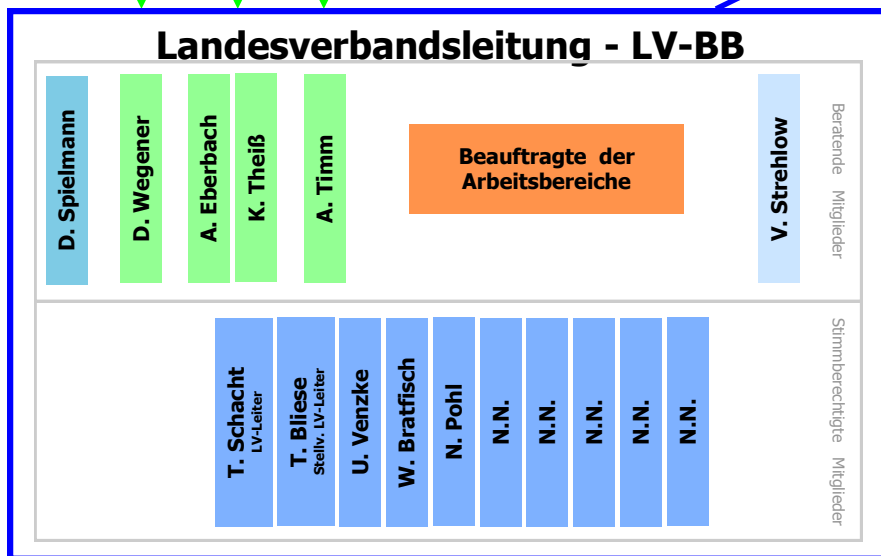 Landesverbandsleitung - LV-BB
D. Spielmann
D. Wegener
A. Eberbach
K. Theiß
A. Timm
Beauftragte der
Arbeitsbereiche
V. Strehlow
Beratende Mitglieder
T. Schacht
LV-Leiter
T. Bliese
Stellv. LV-Leiter
U. Venzke
W. Bratfisch
N. Pohl
N.N.
N.N.
N.N.
N.N.
N.N.
Stimmberechtigte Mitglieder